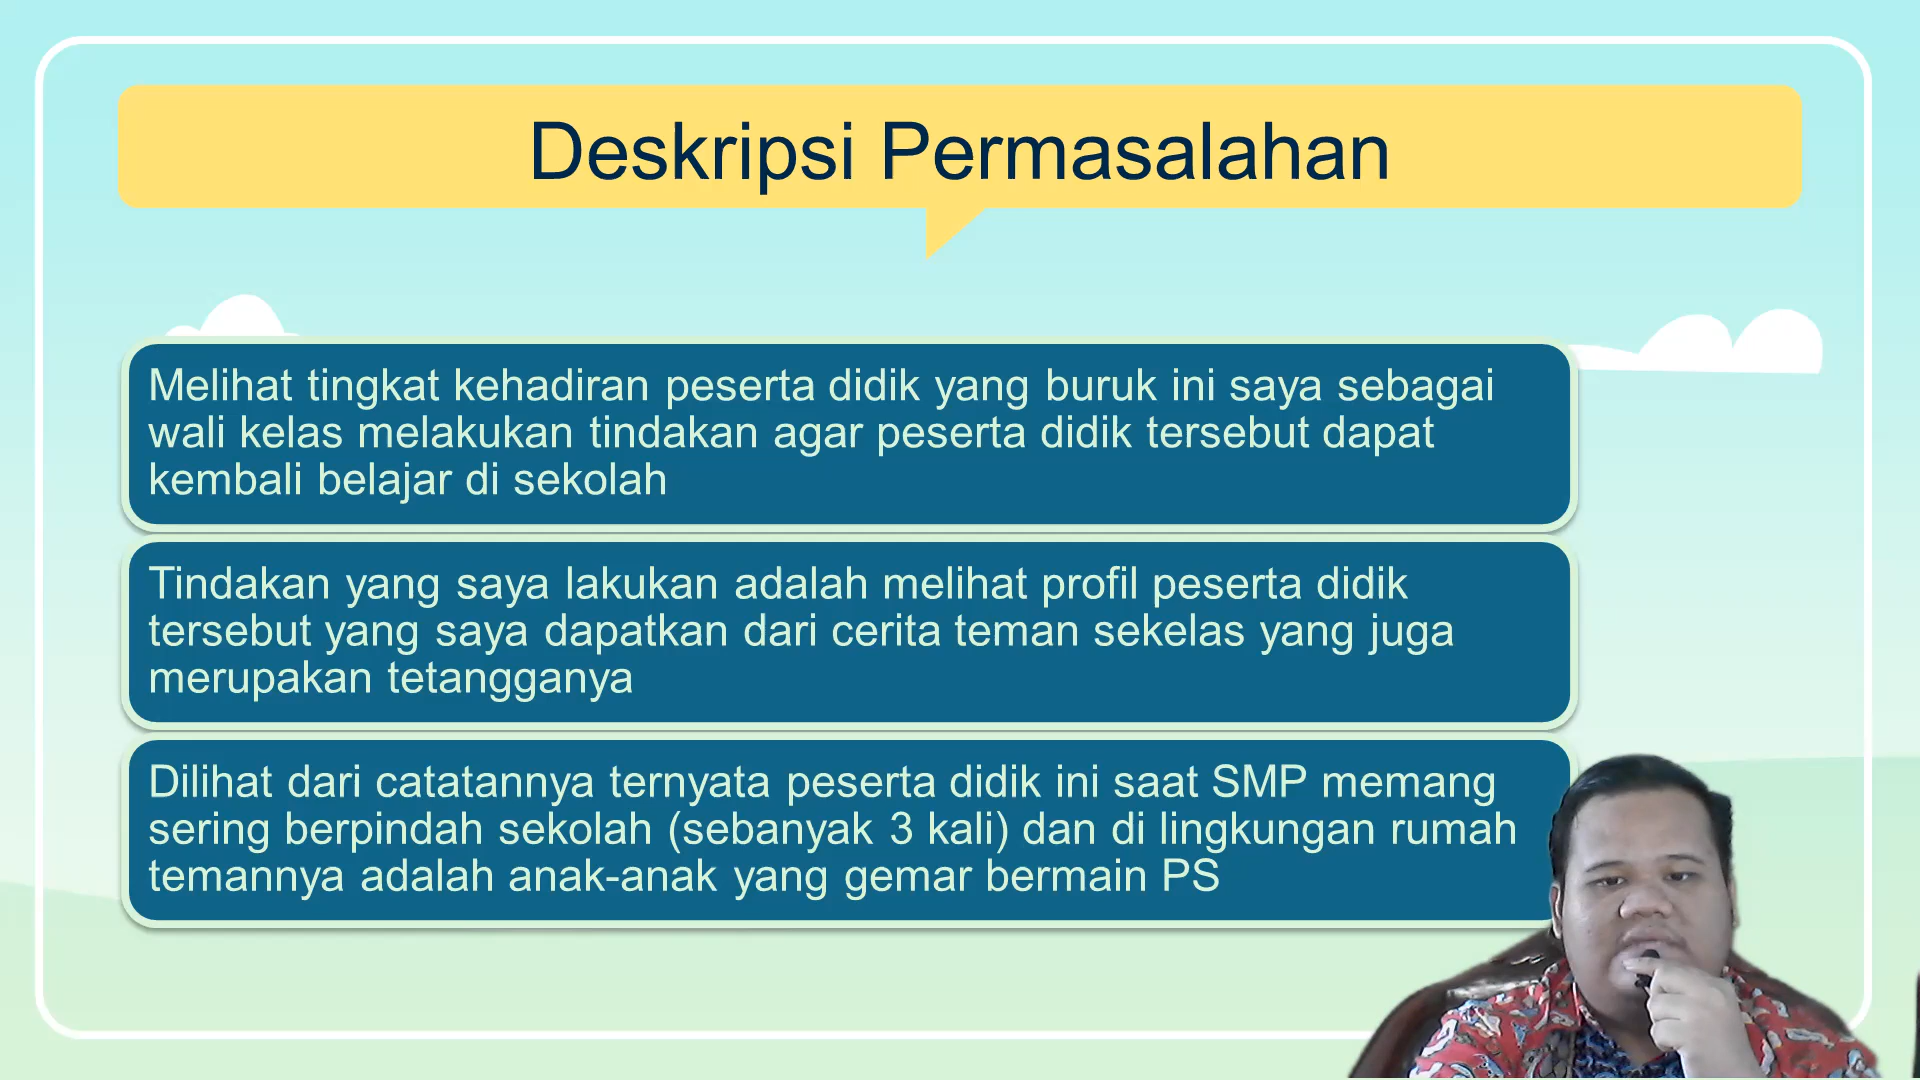 Deskripsi Permasalahan
Melihat tingkat kehadiran peserta didik yang buruk ini saya sebagai
wali kelas melakukan tindakan agar peserta didik tersebut dapat
kembali belajar di sekolah
Tindakan yang saya lakukan adalah melihat profil peserta didik
tersebut yang saya dapatkan dari cerita teman sekelas yang juga
merupakan tetangganya
Dilihat dari catatannya ternyata peserta didik ini saat SMP memang
sering berpindah sekolah (sebanyak 3 kali) dan di lingkungan rumah
temannya adalah anak-anak yang gemar bermain PS